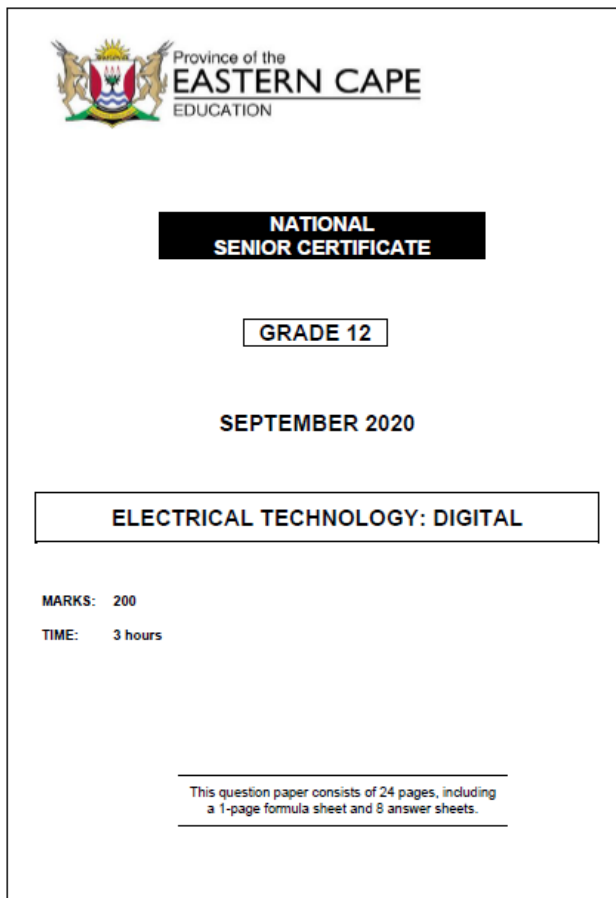 Province of the
EASTERN CAPE
EDUCATION
NATIONAL
SENIOR CERTIFICATE
GRADE 12
SEPTEMBER 2020
ELECTRICAL TECHNOLOGY: DIGITAL
MARKS: 200
TIME: 3 hours
This question paper consists of 24 pages, including
a 1-page formula sheet and 8 answer sheets.